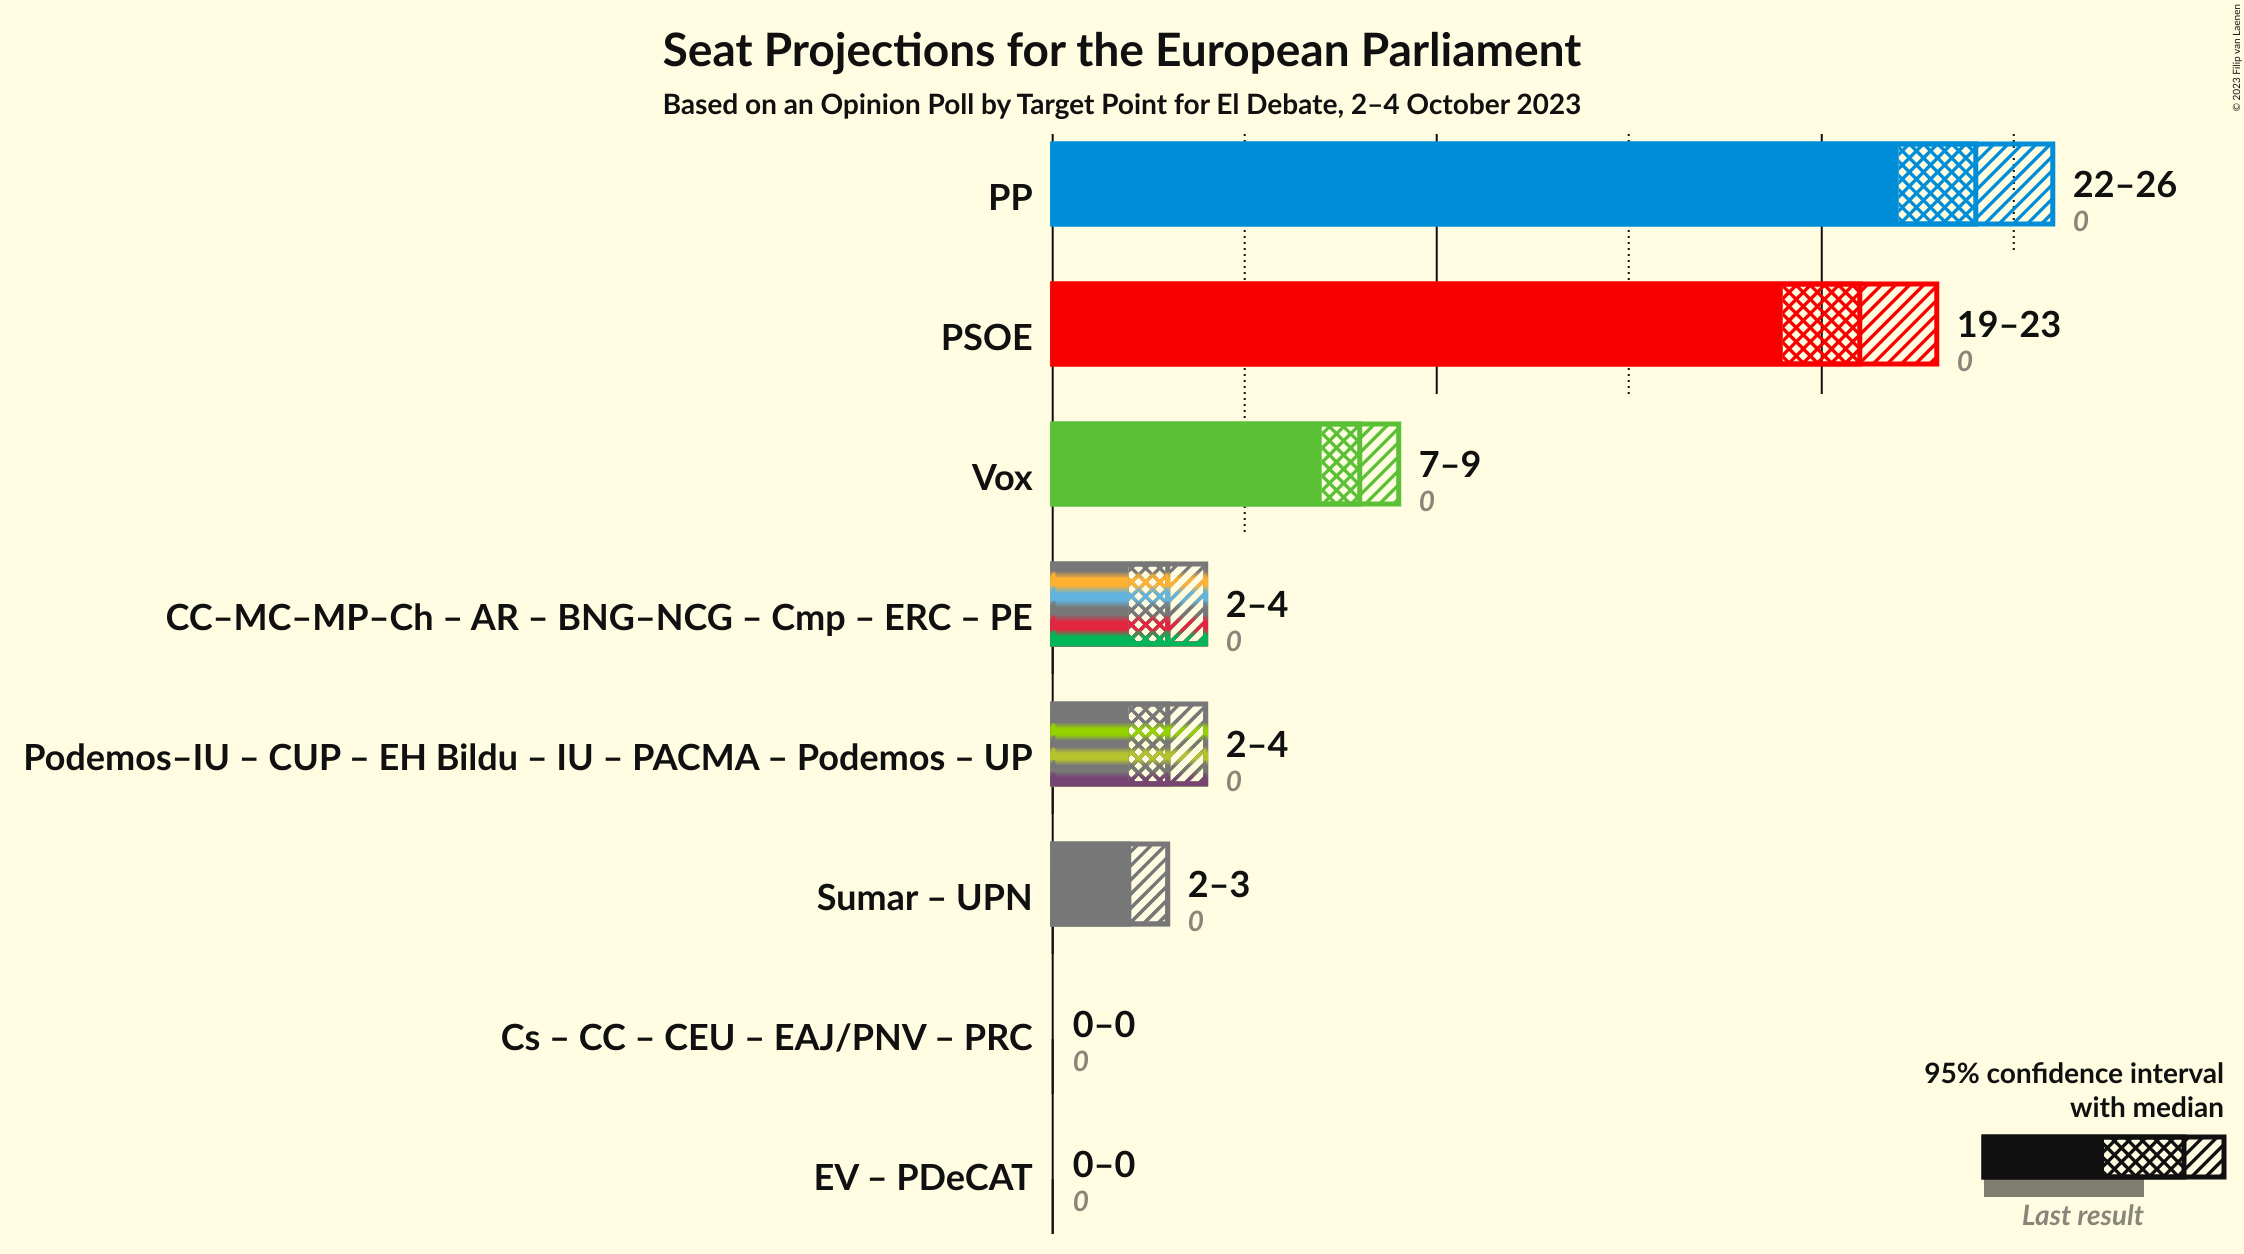 Seat Projections for the European Parliament
Based on an Opinion Poll by Target Point for El Debate, 2–4 October 2023
© 2023 Filip van Laenen
PP
22–26
0
PSOE
19–23
0
Vox
7–9
0
CC–MC–MP–Ch – AR – BNG–NCG – Cmp – ERC – PE
2–4
0
Podemos–IU – CUP – EH Bildu – IU – PACMA – Podemos – UP
2–4
0
Sumar – UPN
2–3
0
Cs – CC – CEU – EAJ/PNV – PRC
0–0
0
EV – PDeCAT
0–0
0
95% confidence interval
with median
Last result